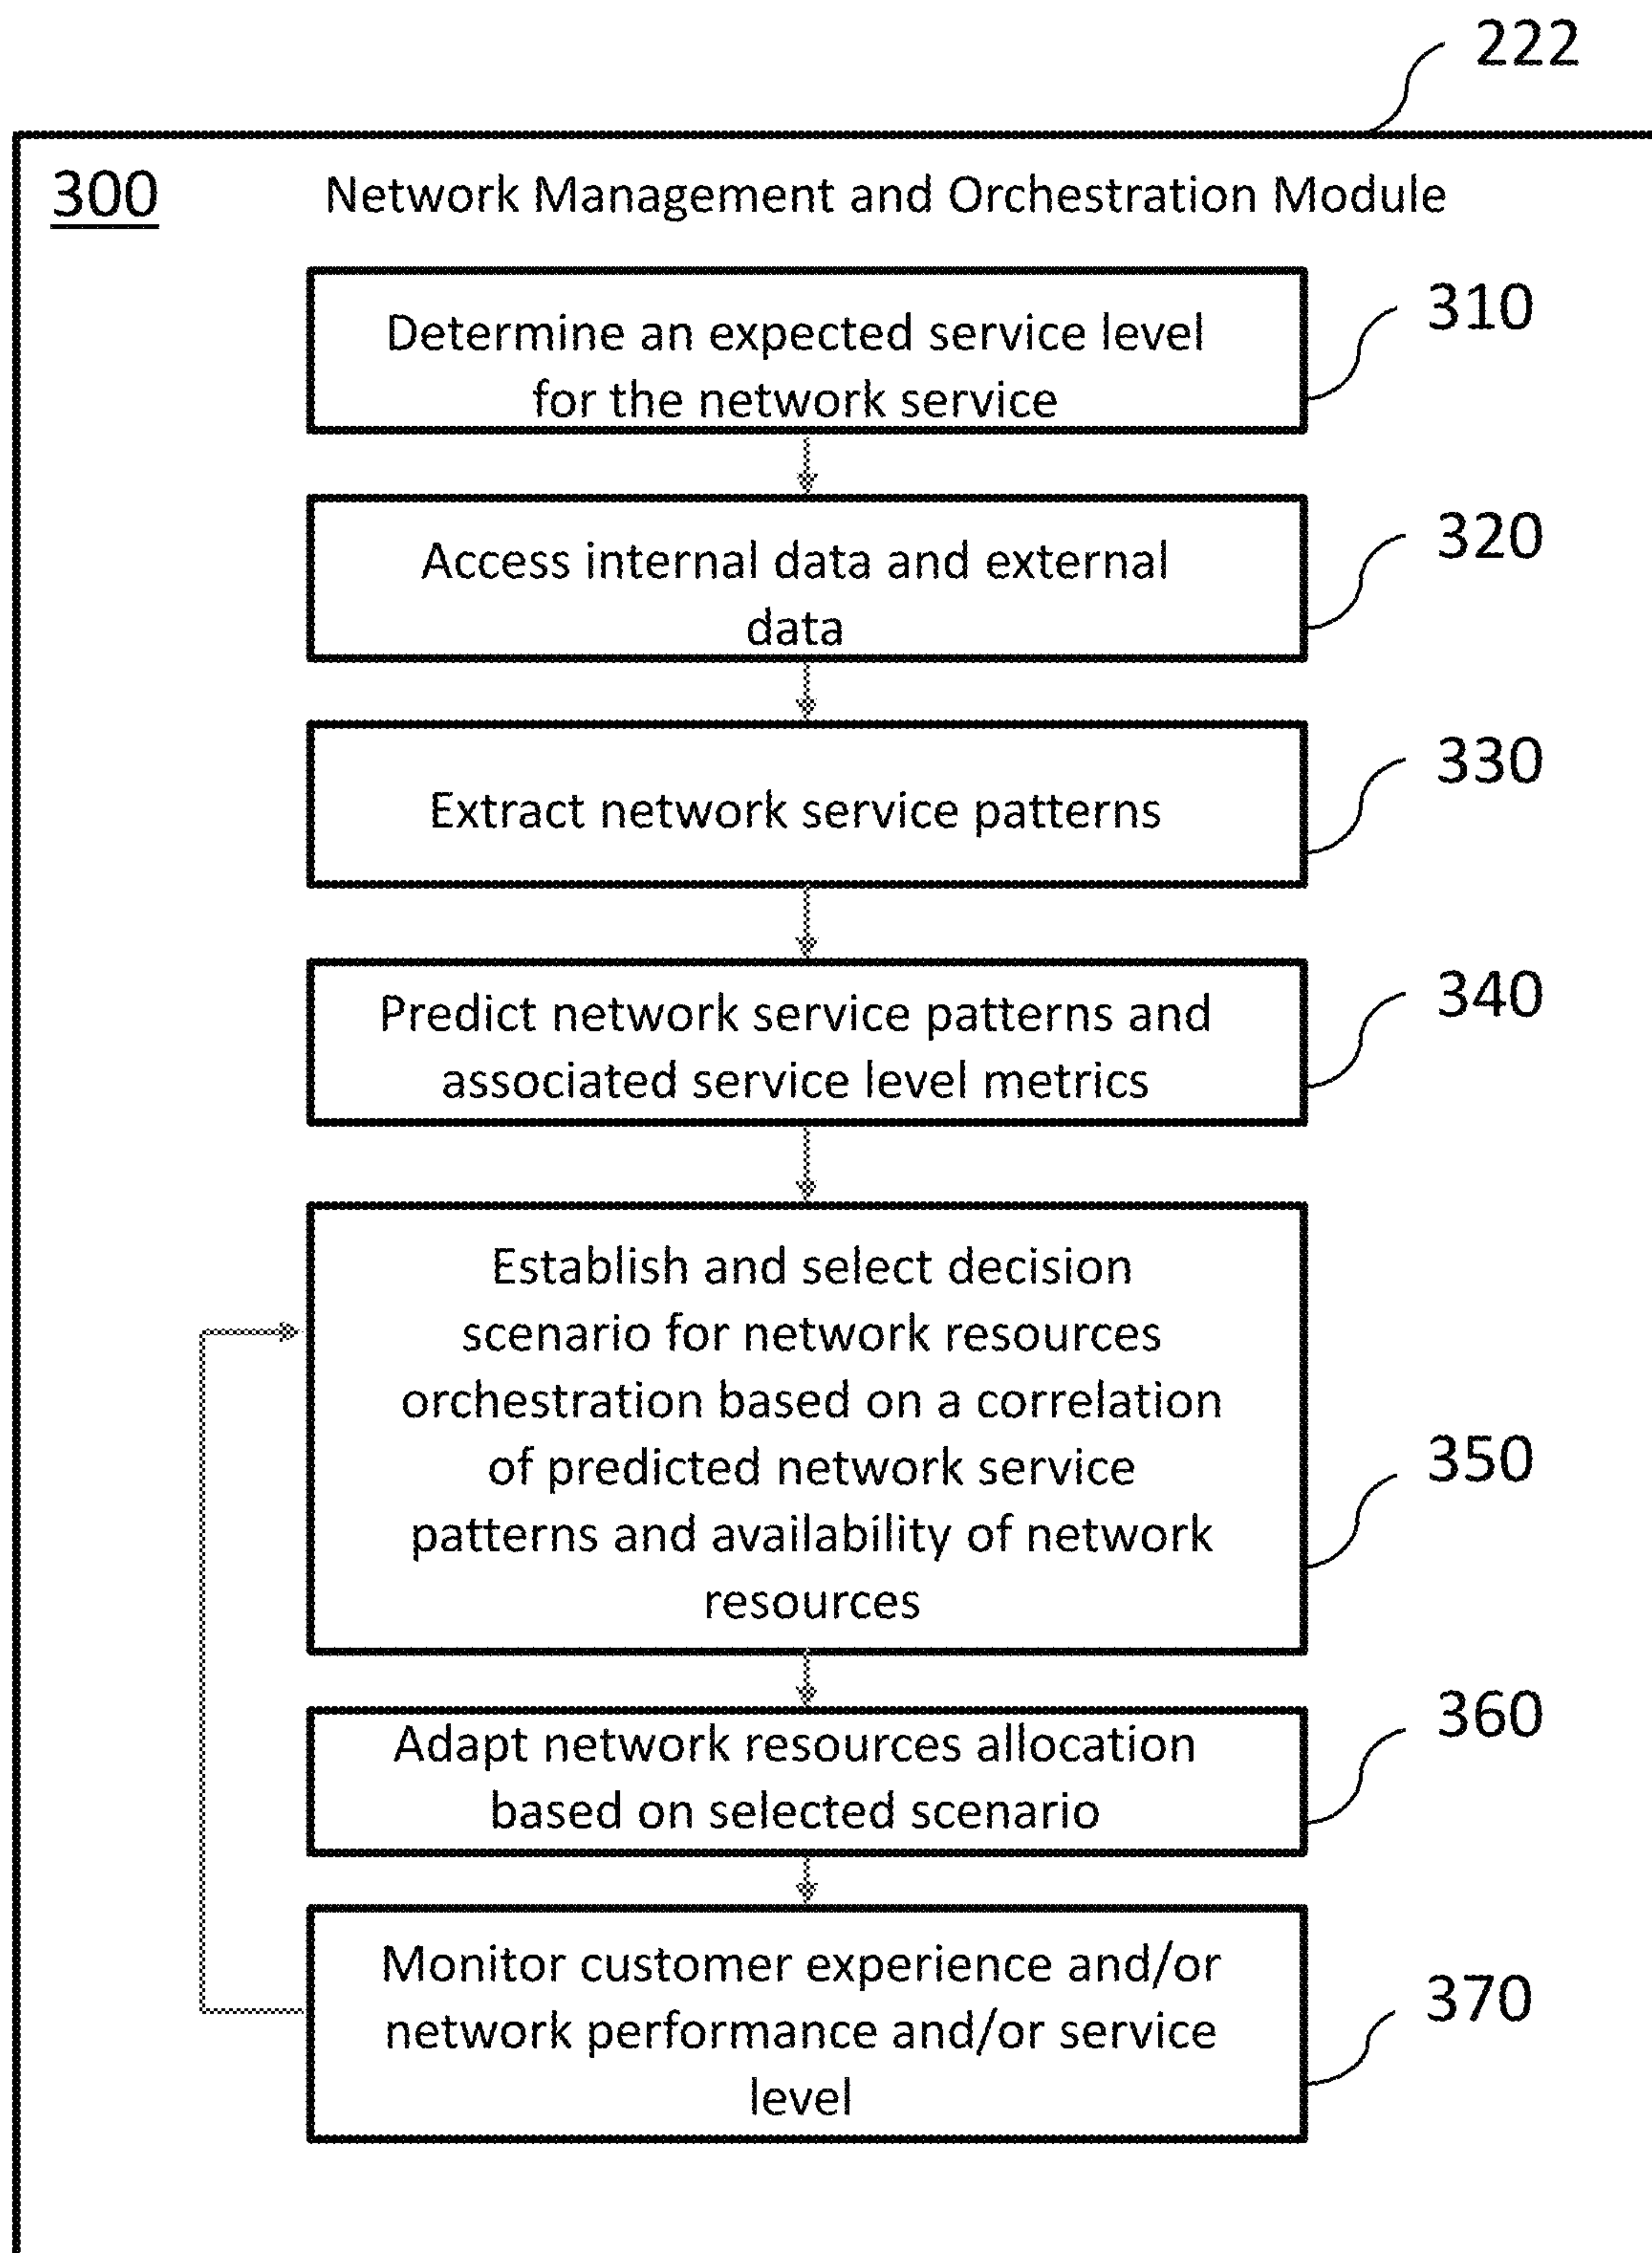 222
300 Network Management and Orchestration Module
310
Determine an expected service level
for the network service
320
Access internal data and external
data
330
Extract network service patterns
340
Predict network service patterns and
associated service level metrics
Establish and select decision
scenario for network resources
orchestration based on a correlation
350
of predicted network service
patterns and availability of network
resources
360
Adapt network resources allocation
based on selected scenario
370
Monitor customer experience and/or
network performance and/or service
level